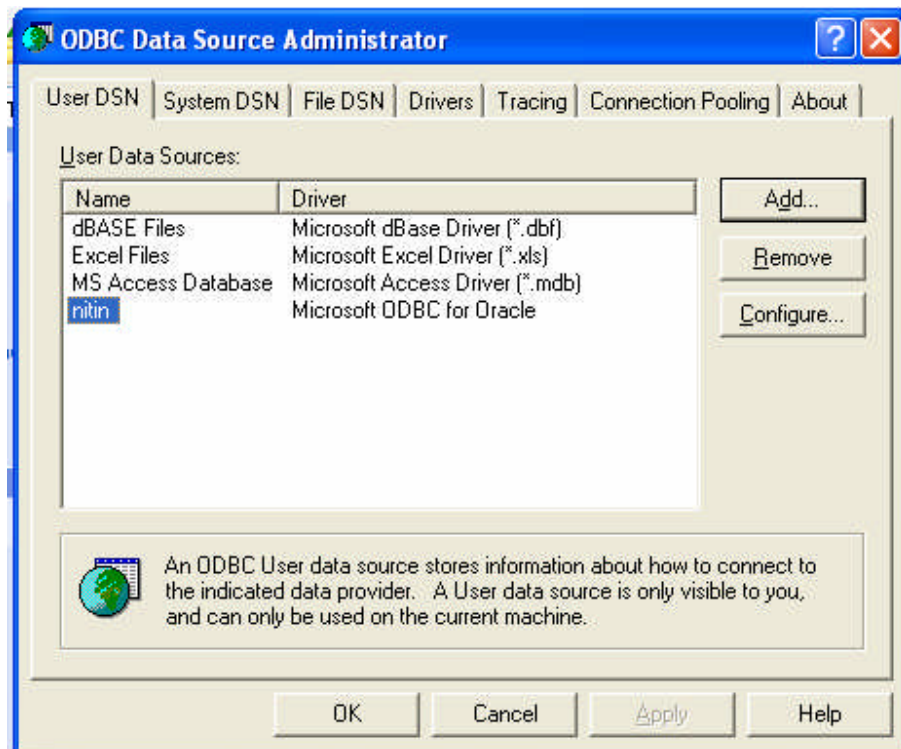 ODBC Data Source Administrator
User DSN System DSN File DSN Drivers Tracing Connection Pooling About
User Data Sources:
Name Driver
dBASE Files Microsoft dBase Driver (*.dbf)
Excel Files Microsoft Excel Driver (*.xls)
MS Access Database Microsoft Access Driver (*.mdb)
nitin Microsoft ODBC for Oracle
Add...
Remove
Configure...
An ODBC User data source stores information about how to connect to
the indicated data provider. A User data source is only visible to you,
and can only be used on the current machine.
OK Cancel Apply Help